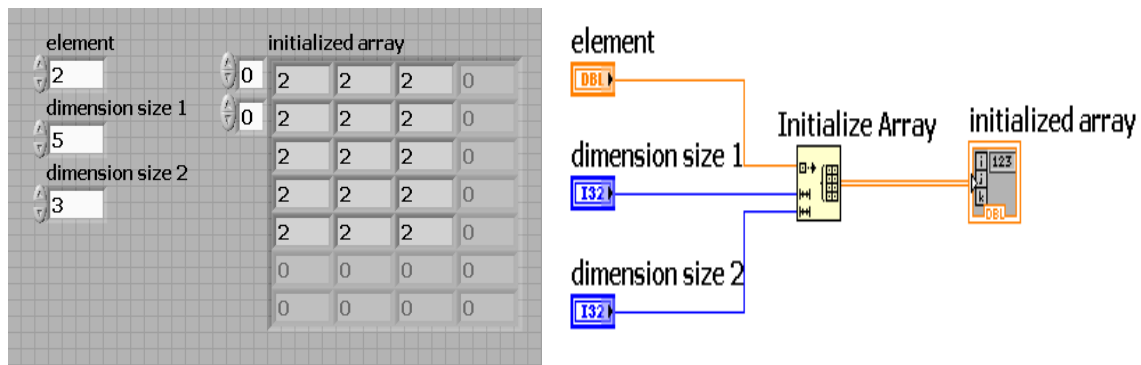 element
2
dimension size 1
5
dimension size 2
3
initialized array
0
0
2 2 2 0
2 2 2 0
2 2 2 0
2 2 2 0
2 2 2 0
0 0 0 0
0 0 0 0
element
DBL
dimension size 1
I32
dimension size 2
I32
Initialize Array
initialized array
i 123
j
k
DBL